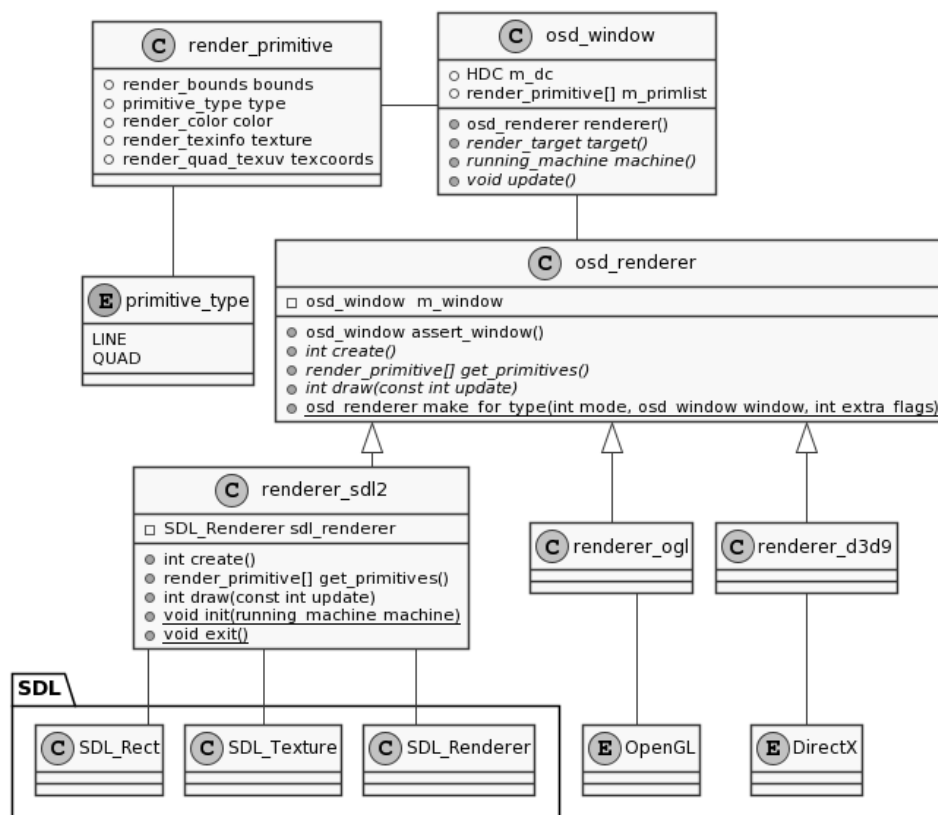 C render_primitive
render_bounds bounds
primitive_type type
render_color color
render_texinfo texture
render_quad_texuv texcoords
C osd_window
HDC m_dc
render_primitive[] m_primlist
osd_renderer renderer()
render_target target()
running_machine machine()
void update()
E primitive_type
LINE
QUAD
C osd_renderer
osd_window m_window
osd_window assert_window()
int create()
render_primitive[] get_primitives()
int draw(const int update)
osd_renderer make_for_type(int mode, osd_window window, int extra_flags)
C renderer_sdl2
SDL_Renderer sdl_renderer
int create()
render_primitive[] get_primitives()
int draw(const int update)
void init(running_machine machine)
void exit()
C renderer_ogl
C renderer_d3d9
SDL
C SDL_Rect
C SDL_Texture
C SDL_Renderer
E OpenGL
E DirectX